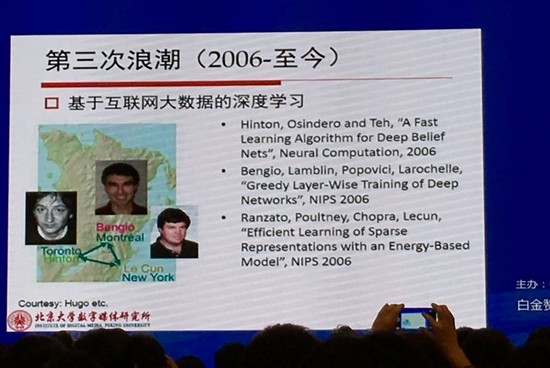 第三次浪潮（2006-至今）
基于互联网大数据的深度学习
• Hinton, Osindero and Teh, “A Fast
Learning Algorithm for Deep Belief
Nets”, Neural Computation, 2006
• Bengio, Lamblin, Popovici, Larochelle,
“Greedy Layer-Wise Training of Deep
Networks”, NIPS 2006
• Ranzato, Poultney, Chopra, Lecun,
“Efficient Learning of Sparse
Representations with an Energy-Based
Model”, NIPS 2006
Bengio
Montreal
Toronto
Hinton
Le Cun
New York
Courtesy: Hugo etc.
北京大学数字媒体研究所
INSTITUTE OF DIGITAL MEDIA, PEKING UNIVERSITY
主办：
白金赞